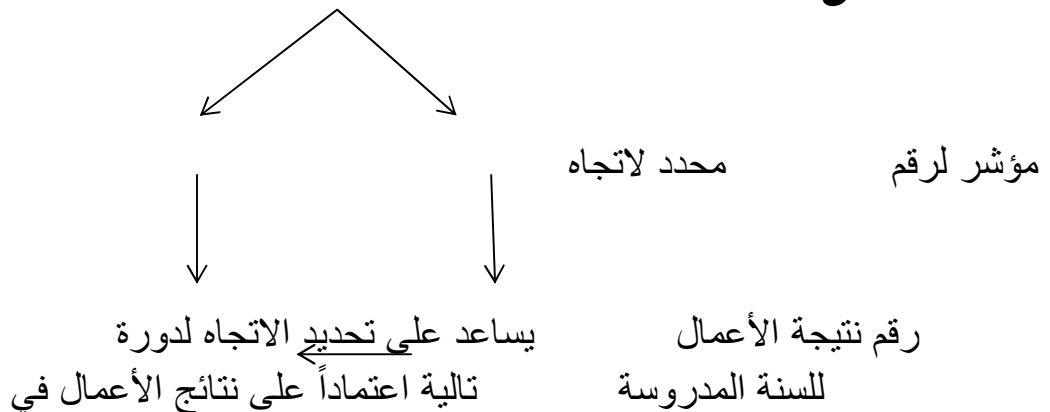 مؤشر لرقم محدد لاتجاه
رقم نتيجة الأعمال يساعد على تحديد الاتجاه لدورة
للسنة المدروسة تالية اعتماداً على نتائج الأعمال في